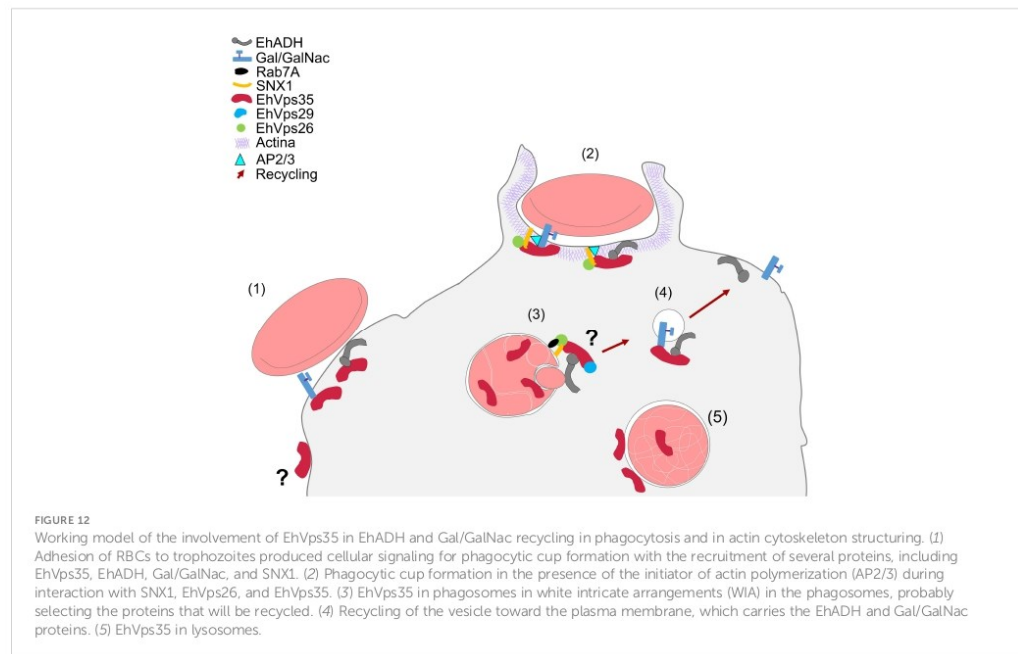 EhADH
Gal/GalNac
Rab7A
SNX1
EhVps35
EhVps29
EhVps26
Actina
AP2/3
Recycling
(2)
(1)
(4)
(3)
?
(5)
?
FIGURE 12
Working model of the involvement of EhVps35 in EhADH and Gal/GalNac recycling in phagocytosis and in actin cytoskeleton structuring. (1)
Adhesion of RBCs to trophozoites produced cellular signaling for phagocytic cup formation with the recruitment of several proteins, including
EhVps35, EhADH, Gal/GalNac, and SNX1. (2) Phagocytic cup formation in the presence of the initiator of actin polymerization (AP2/3) during
interaction with SNX1, EhVps26, and EhVps35. (3) EhVps35 in phagosomes in white intricate arrangements (WIA) in the phagosomes, probably
selecting the proteins that will be recycled. (4) Recycling of the vesicle toward the plasma membrane, which carries the EhADH and Gal/GalNac
proteins. (5) EhVps35 in lysosomes.